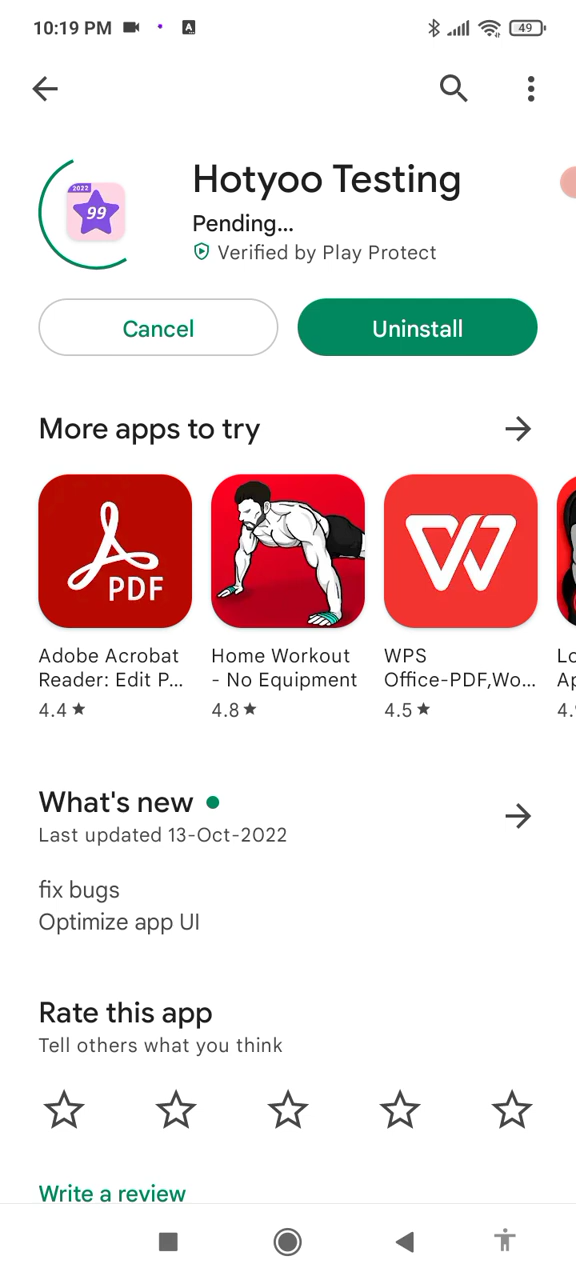 10:19 PM
A
49
2022
99
Hotyoo Testing
Pending...
Verified by Play Protect
Cancel
Uninstall
More apps to try
PDF
Adobe Acrobat
Reader: Edit P...
4.4 ★
Home Workout
- No Equipment
4.8 ★
WPS
Office-PDF,Wo...
4.5 ★
What's new
Last updated 13-Oct-2022
fix bugs
Optimize app UI
Rate this app
Tell others what you think
Write a review